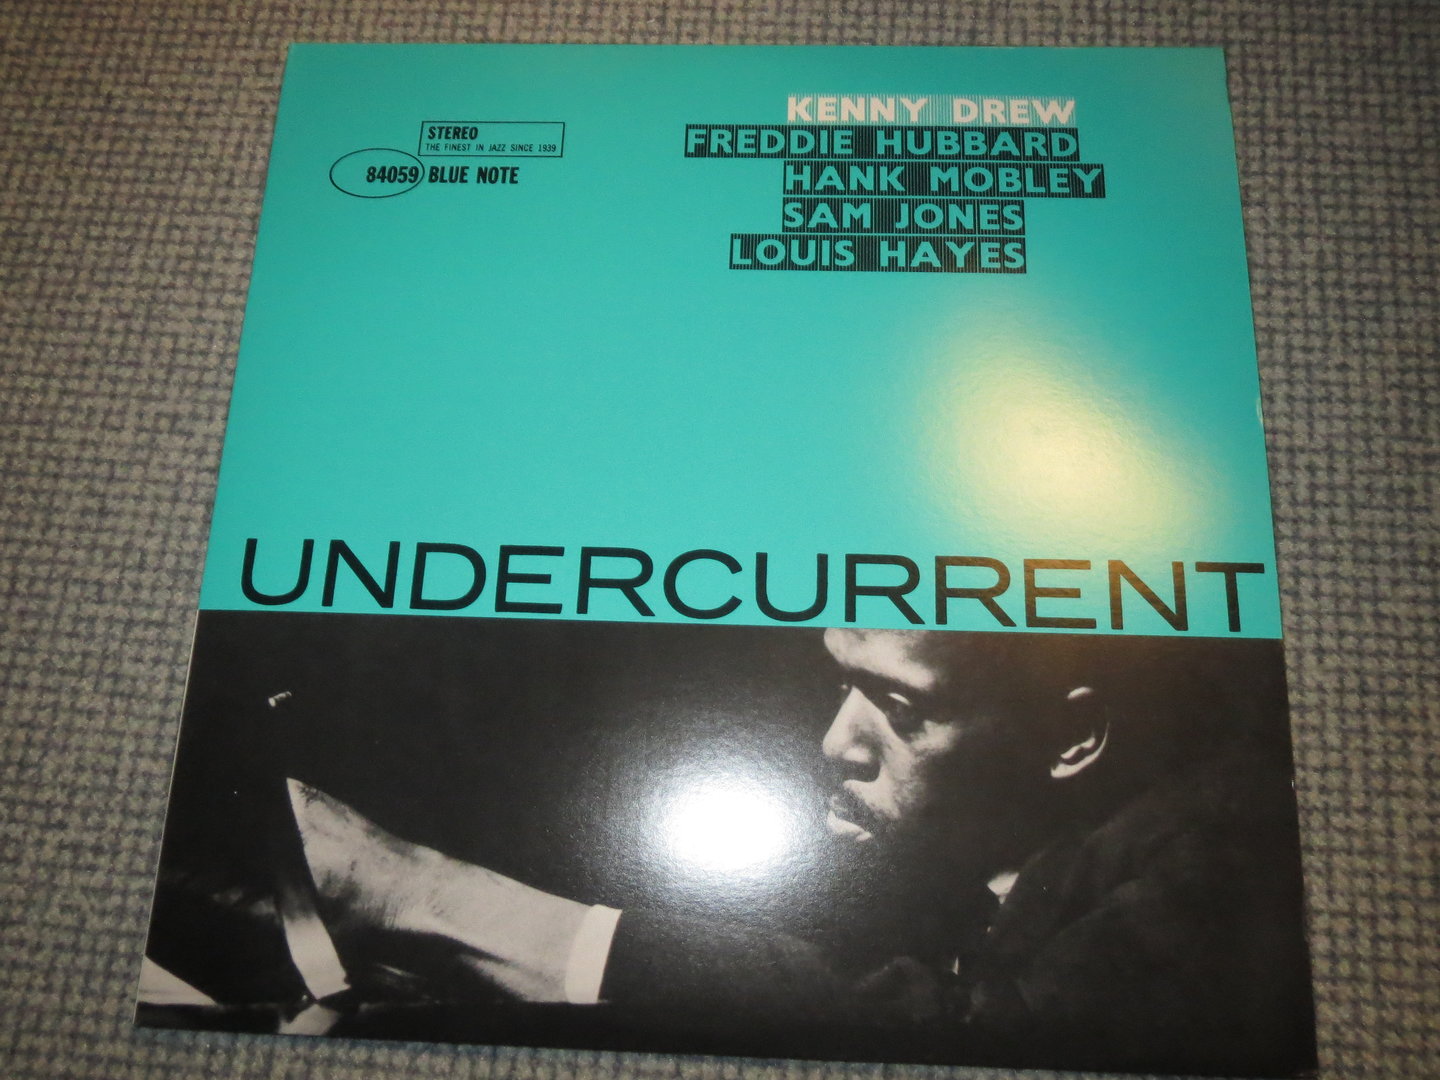 STEREO
THE FINEST IN JAZZ SINCE 1939
84059 BLUE NOTE
KENNY DREW
FREDDIE HUBBARD
HANK MOBLEY
SAM JONES
LOUIS HAYES
UNDERCURRENT